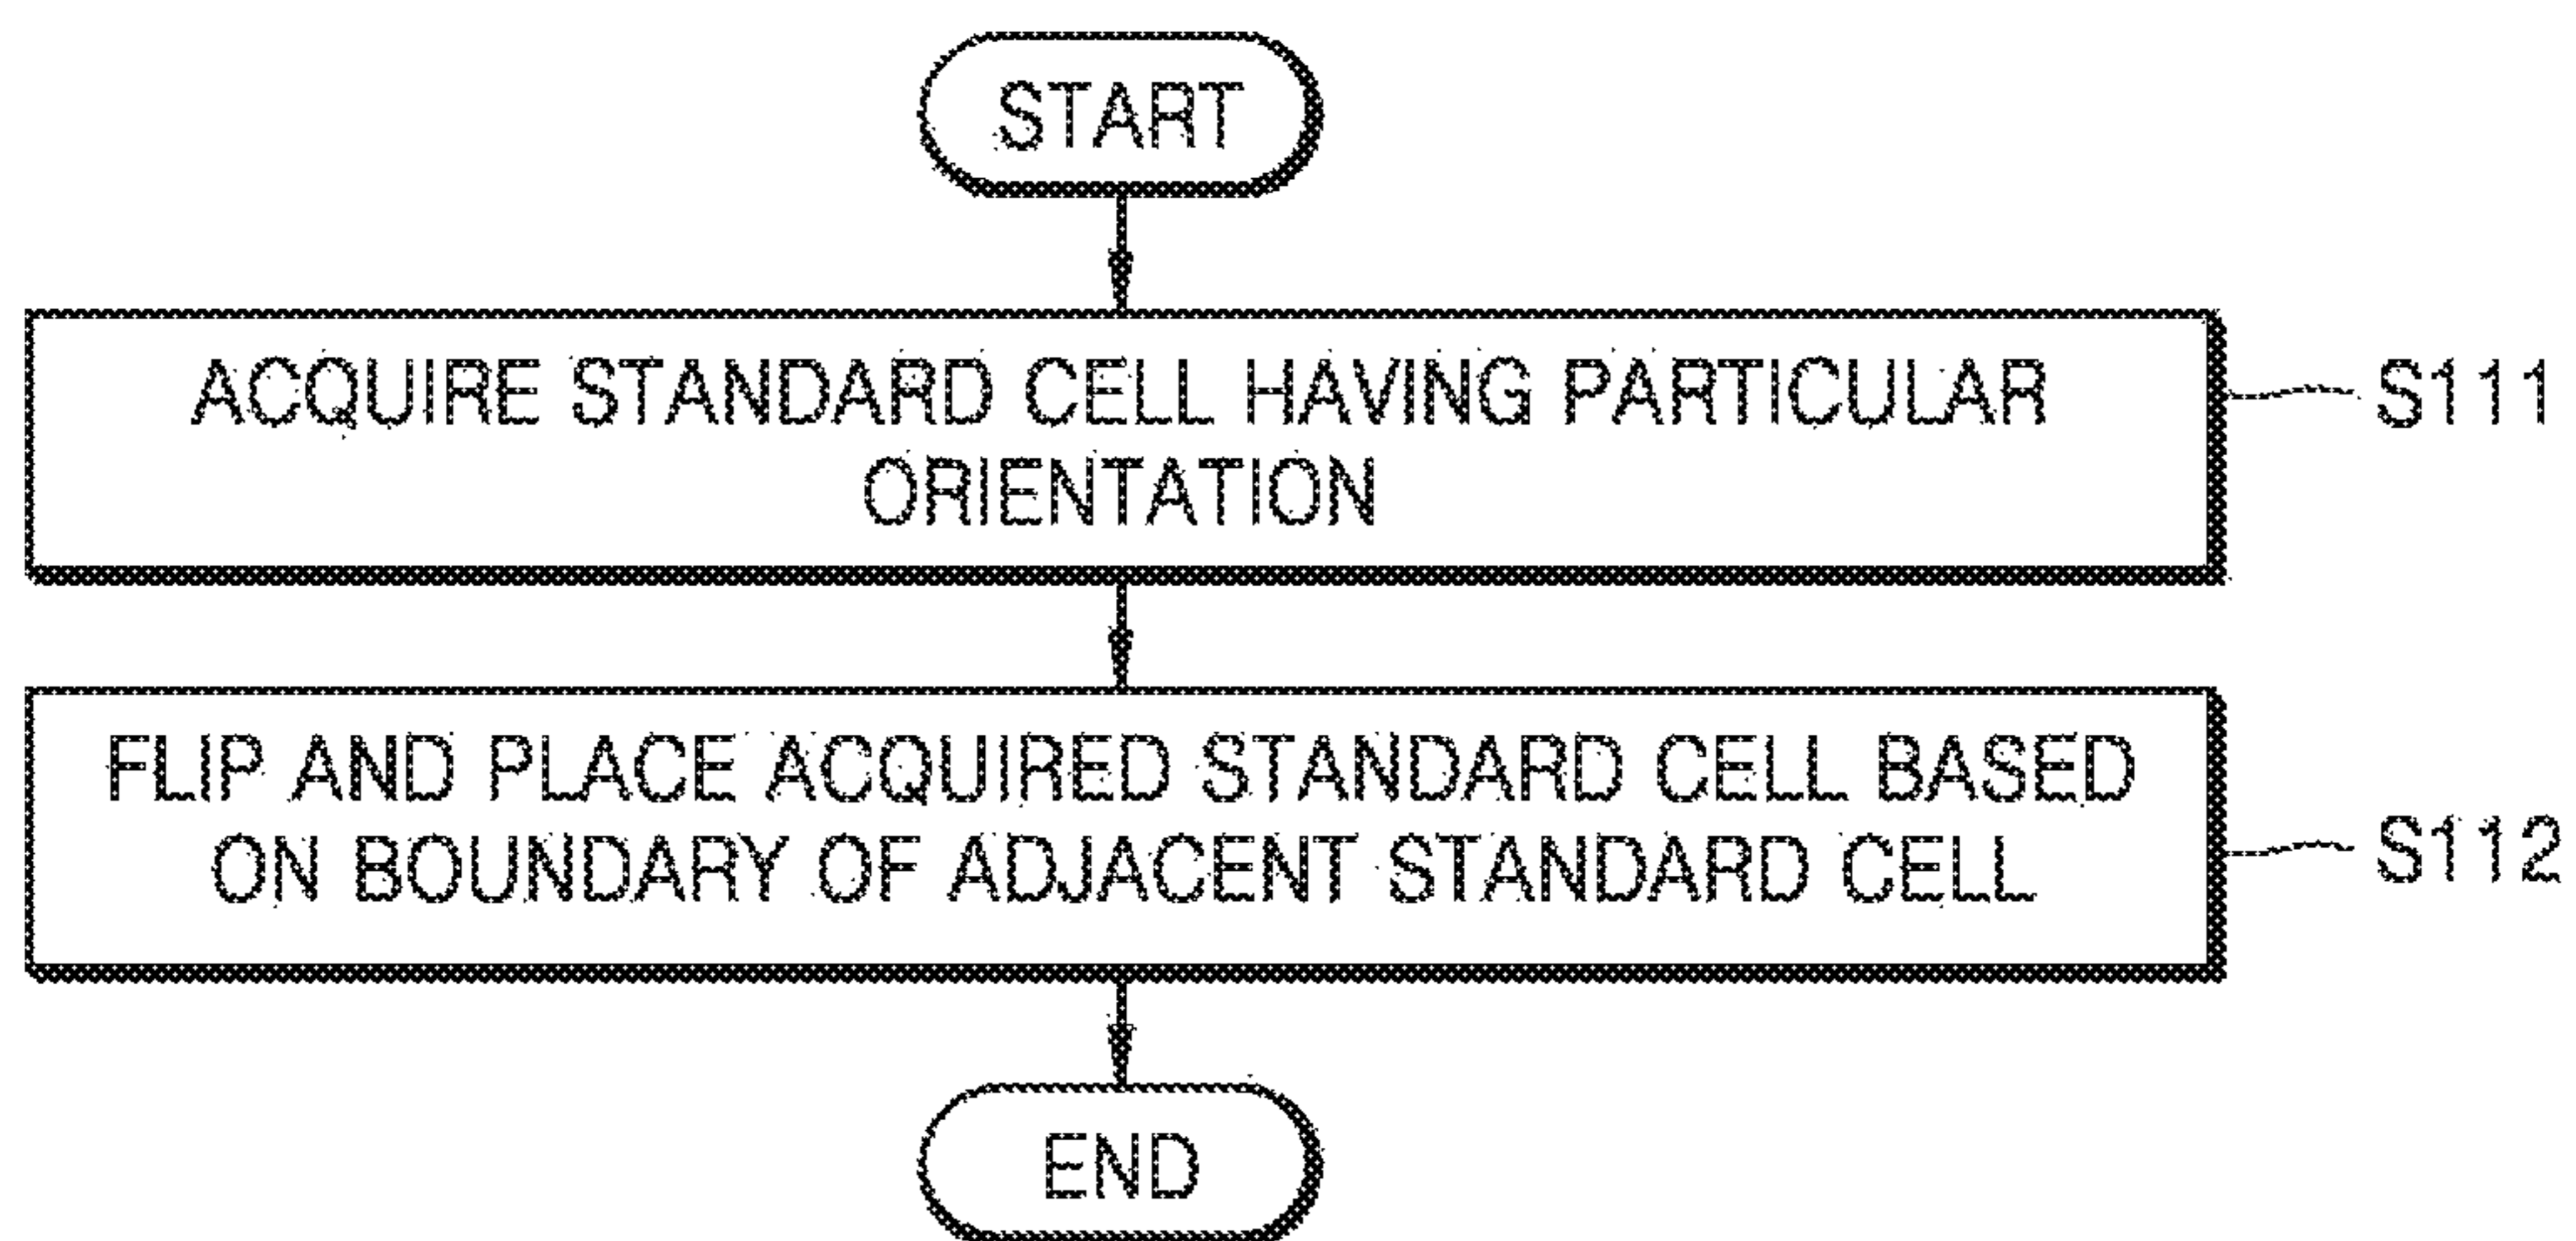 START
ACQUIRE STANDARD CELL HAVING PARTICULAR
ORIENTATION
S111
FLIP AND PLACE ACQUIRED STANDARD CELL BASED
ON BOUNDARY OF ADJACENT STANDARD CELL
S112
END